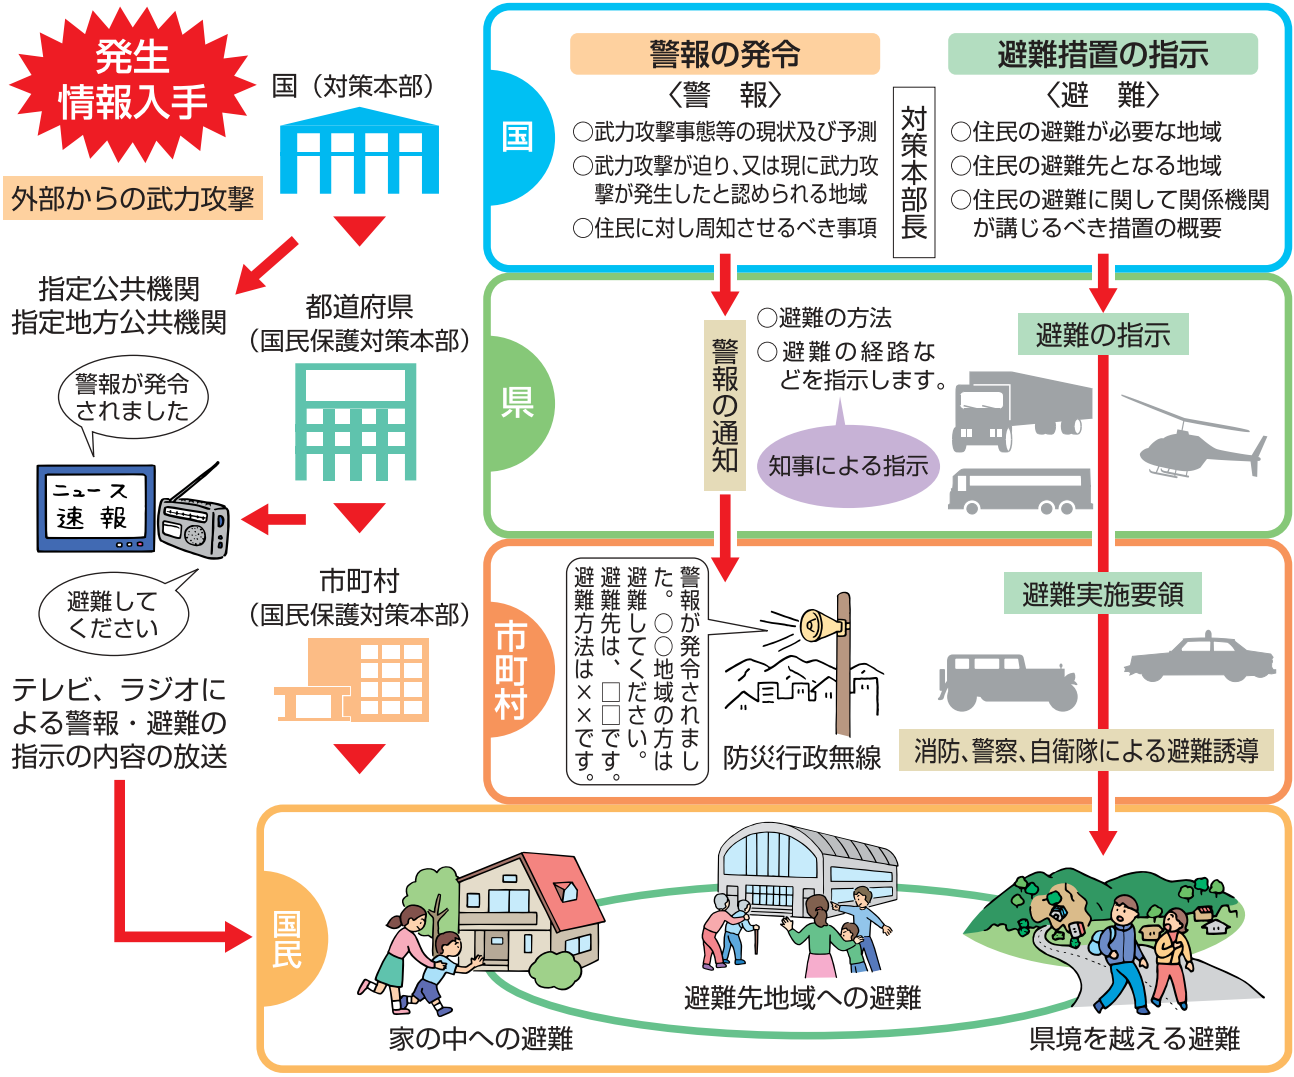 発生
情報入手
外部からの武力攻撃
国（対策本部）
指定公共機関
指定地方公共機関
都道府県
（国民保護対策本部）
警報が発令
されました
ニュース
速報
避難して
ください
市町村
（国民保護対策本部）
テレビ、ラジオに
よる警報・避難の
指示の内容の放送
国
警報の発令
〈警　報〉
○武力攻撃事態等の現状及び予測
○武力攻撃が迫り、又は現に武力攻
撃が発生したと認められる地域
○住民に対し周知させるべき事項
対策本部長
避難措置の指示
〈避　難〉
○住民の避難が必要な地域
○住民の避難先となる地域
○住民の避難に関して関係機関
が講じるべき措置の概要
県
警報の通知
○避難の方法
○避難の経路な
どを指示します。
知事による指示
避難の指示
市町村
警報が発令されまし
た。○○地域の方は
避難してください。
避難先は、□□です。
避難方法は××です。
防災行政無線
避難実施要領
消防、警察、自衛隊による避難誘導
国民
家の中への避難
避難先地域への避難
県境を越える避難